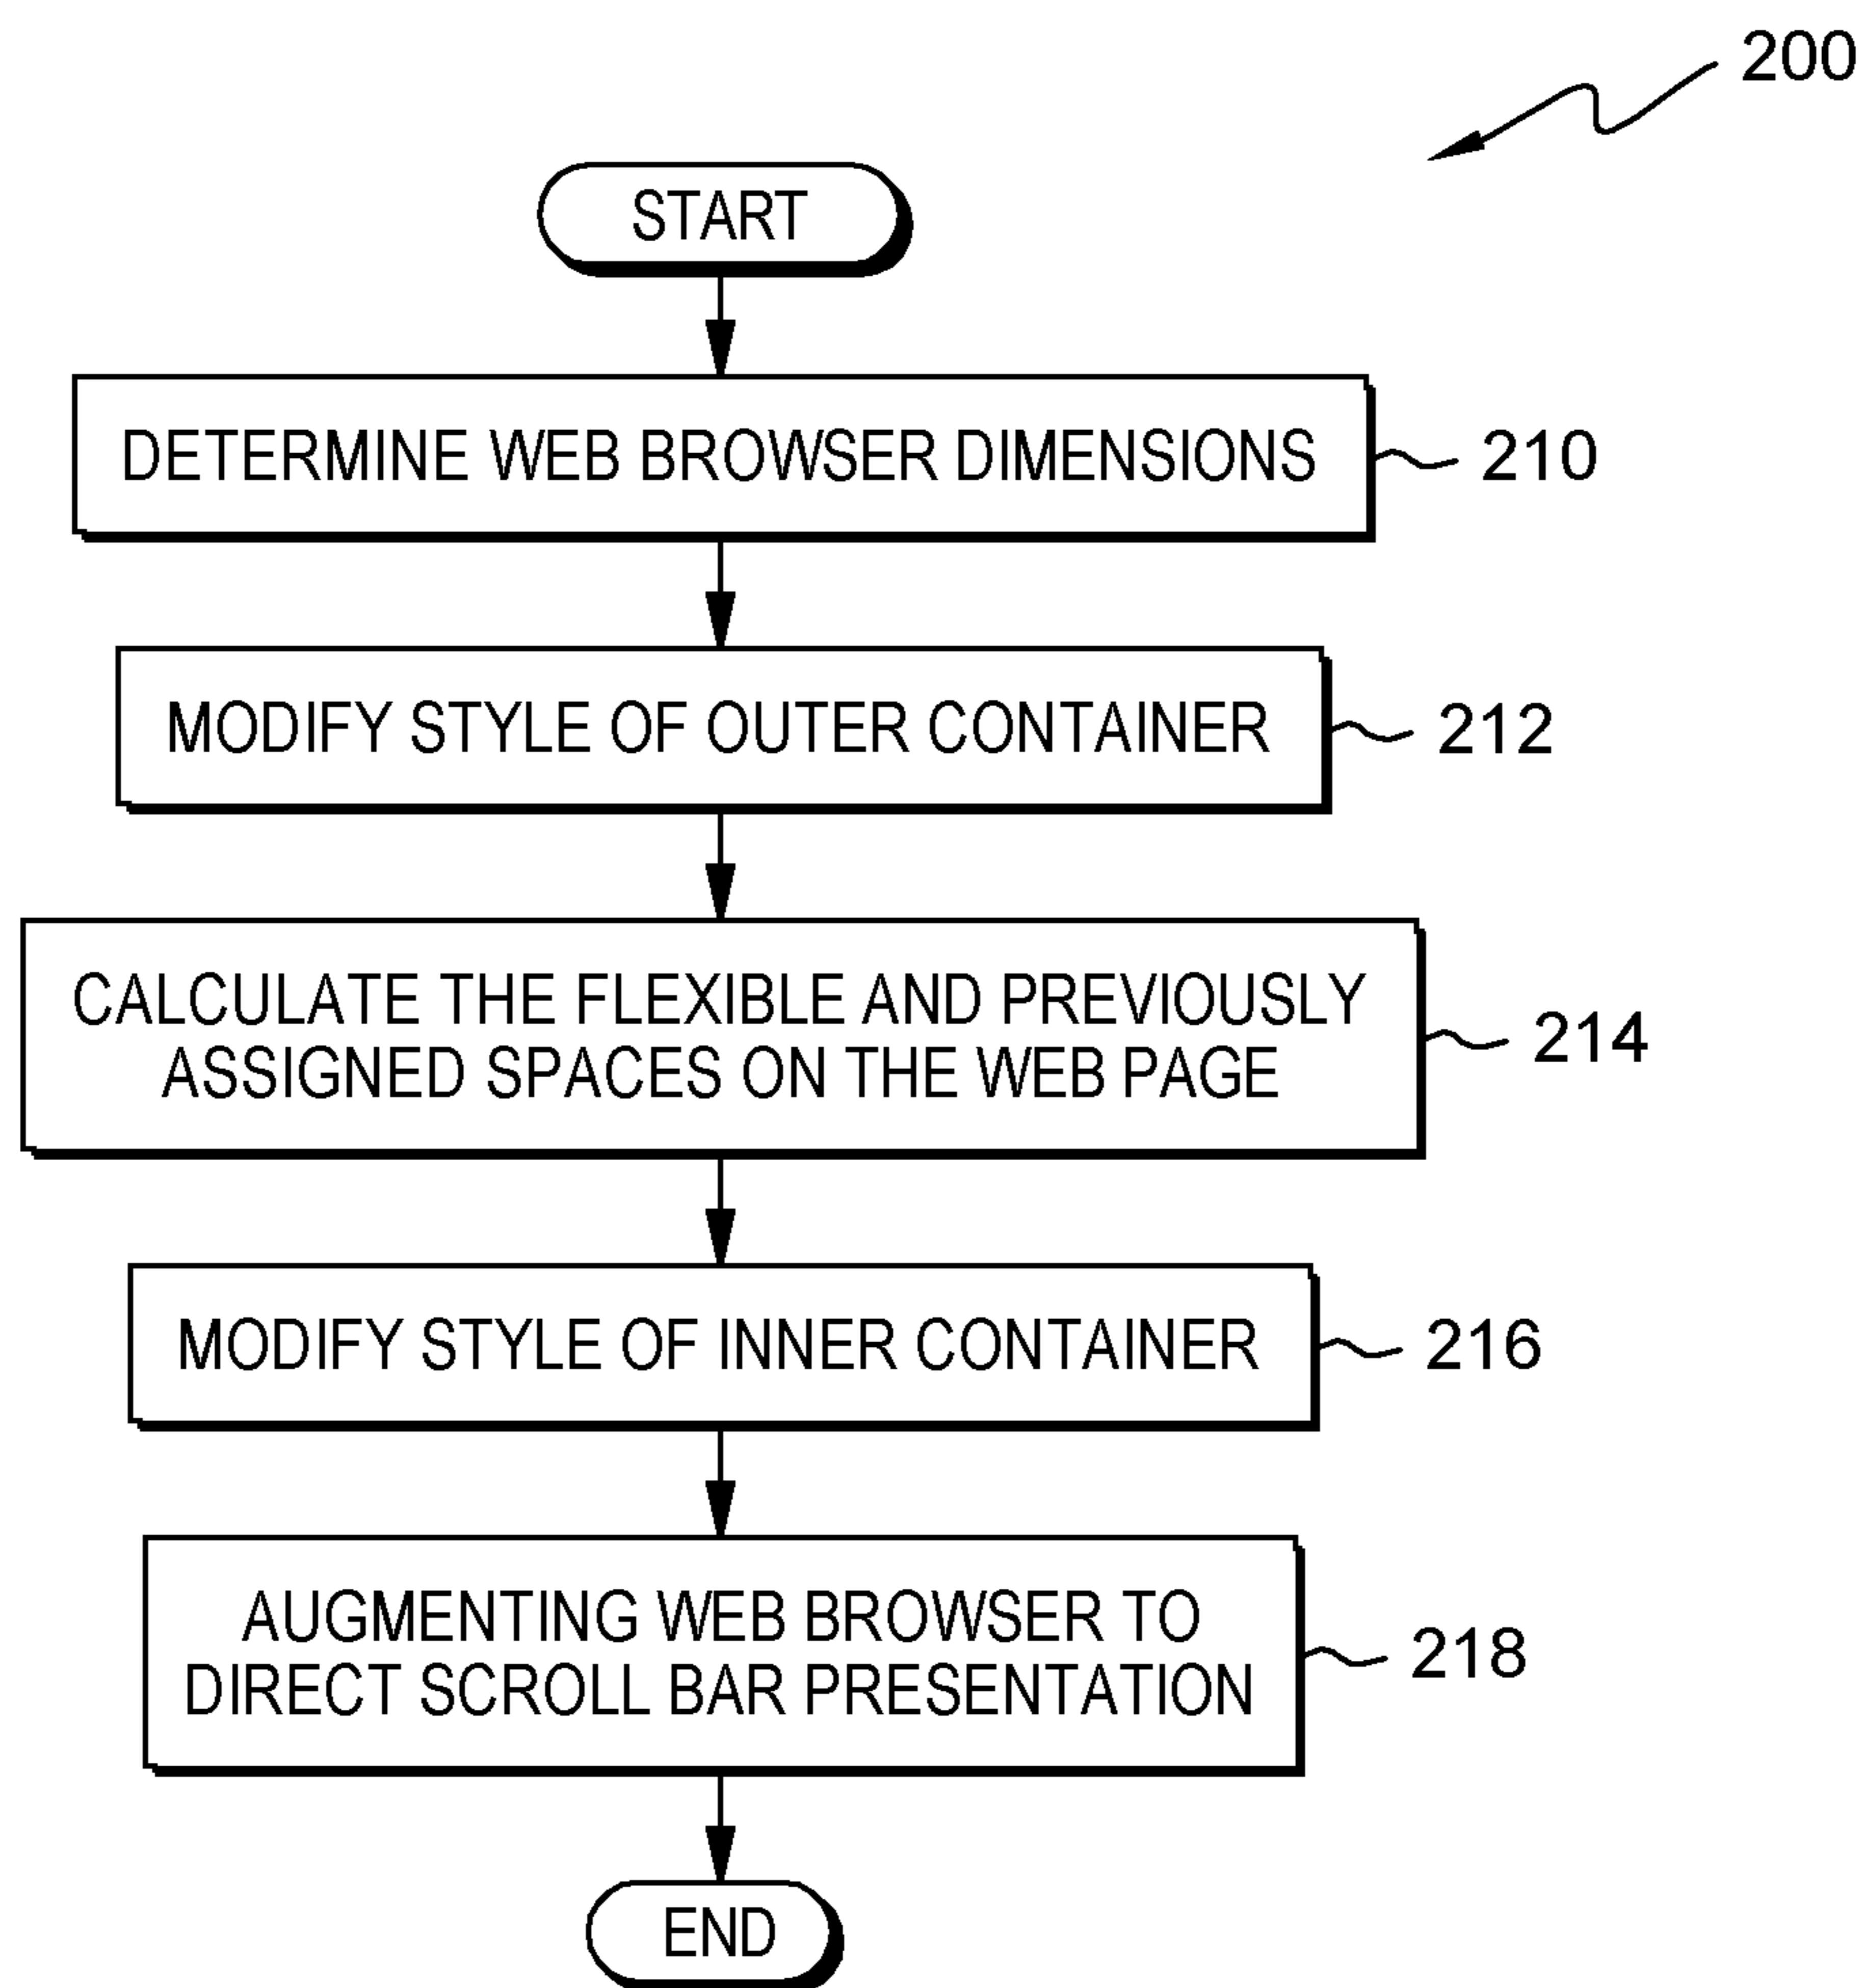 200
START
DETERMINE WEB BROWSER DIMENSIONS
210
MODIFY STYLE OF OUTER CONTAINER
212
CALCULATE THE FLEXIBLE AND PREVIOUSLY
ASSIGNED SPACES ON THE WEB PAGE
214
MODIFY STYLE OF INNER CONTAINER
216
AUGMENTING WEB BROWSER TO
DIRECT SCROLL BAR PRESENTATION
218
END